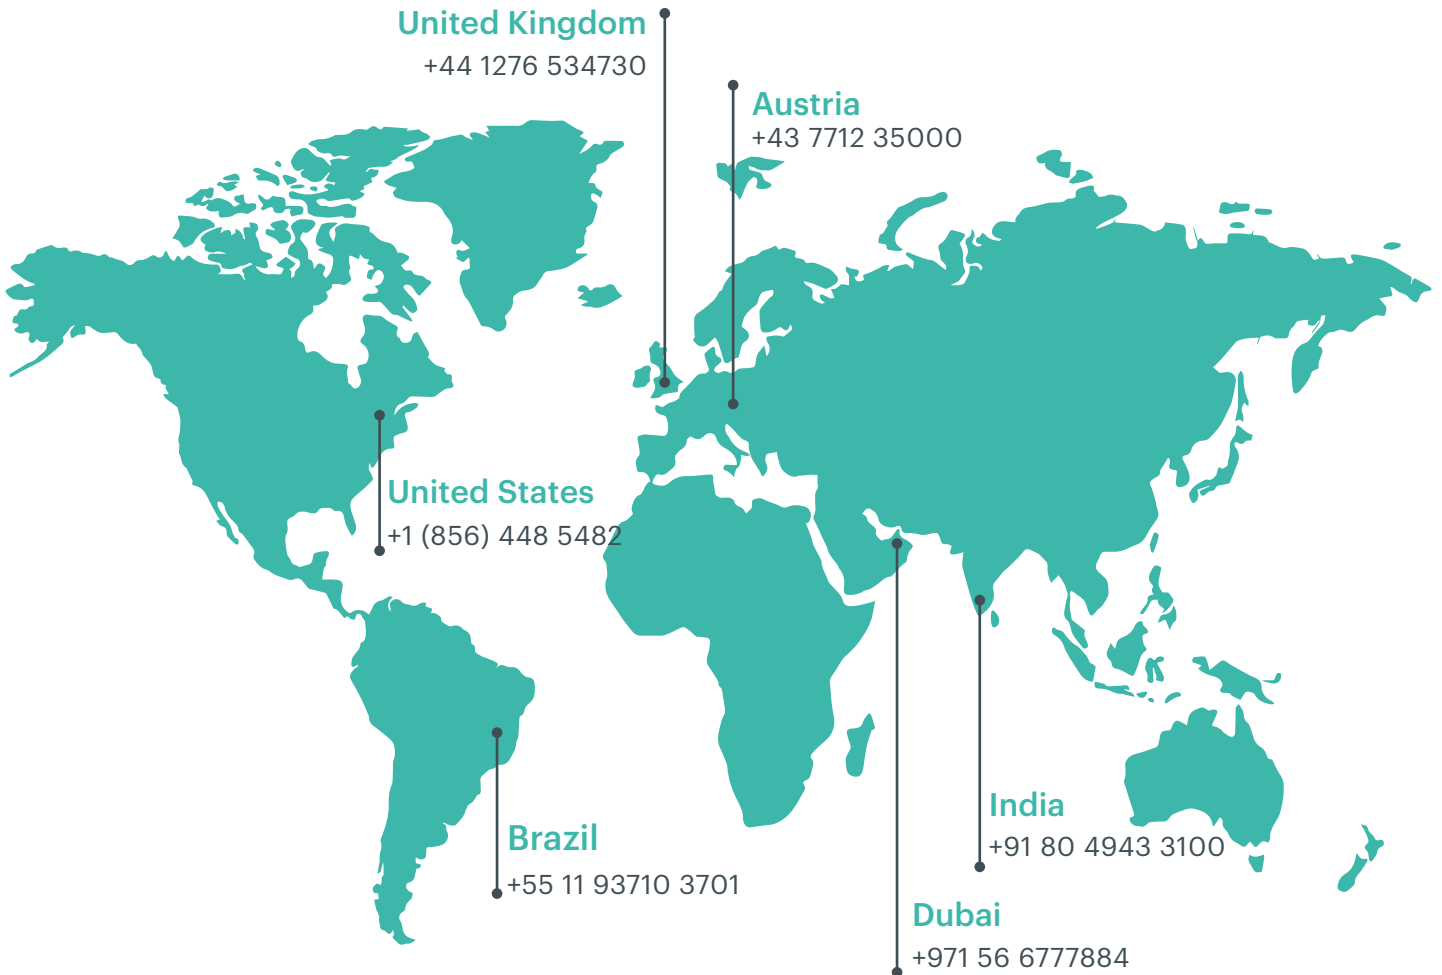 United Kingdom
+44 1276 534730
Austria
+43 7712 35000
United States
+1 (856) 448 5482
India
+91 80 4943 3100
Brazil
+55 11 93710 3701
Dubai
+971 56 6777884